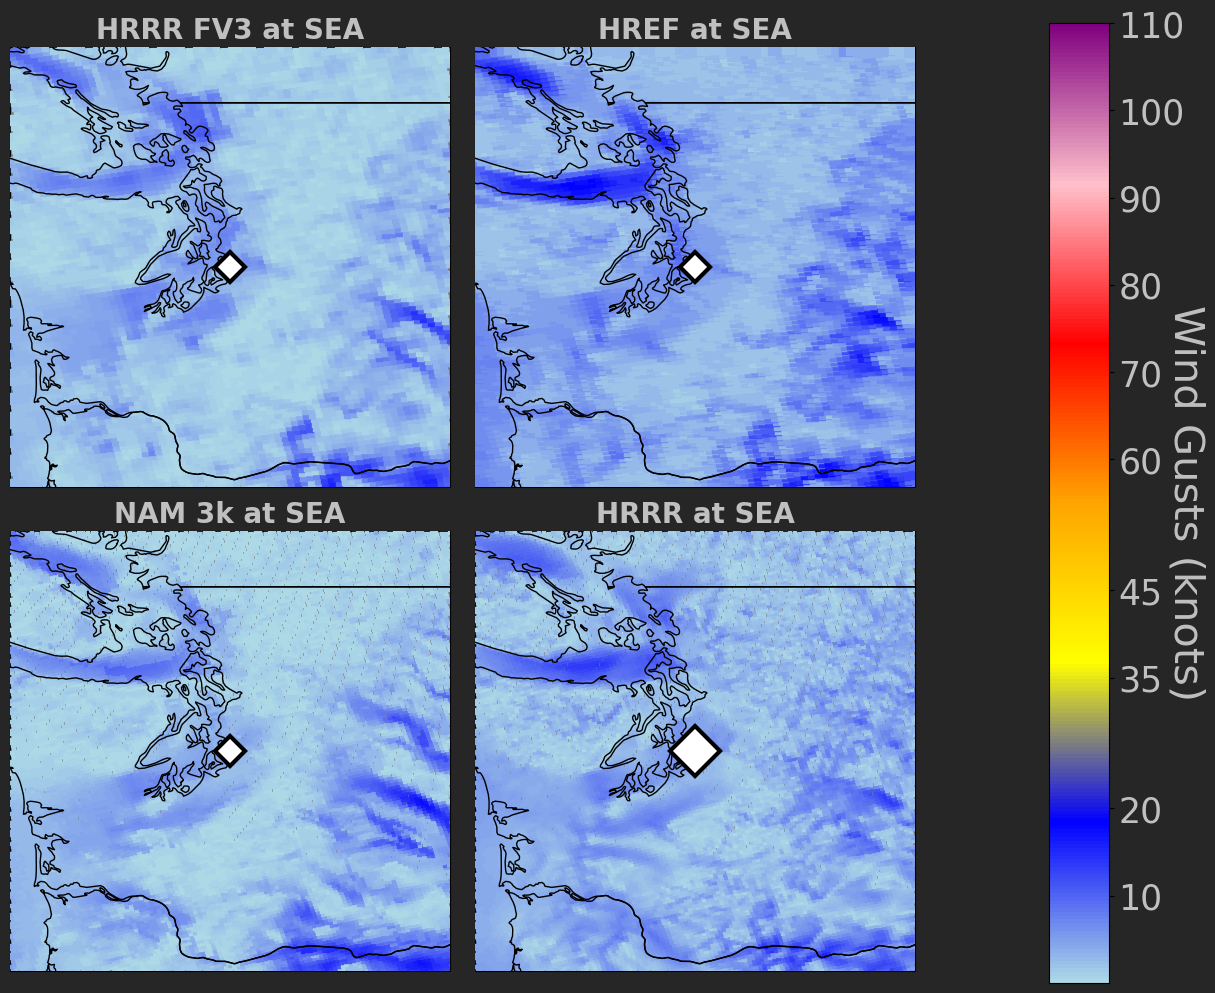 HRRR FV3 at SEA
HREF at SEA
NAM 3k at SEA
HRRR at SEA
110
100
90
80
70
60
45
35
20
10
Wind Gusts (knots)